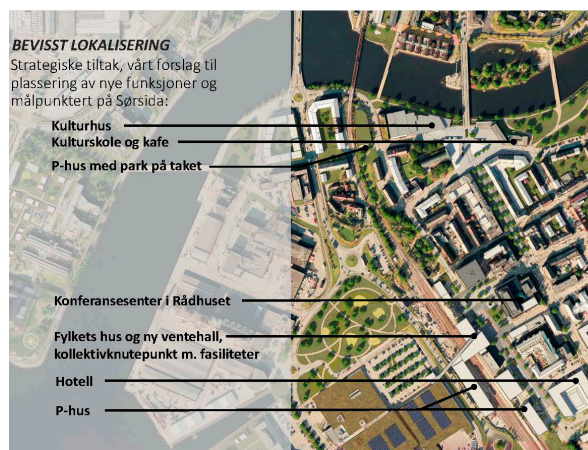 BEVISST LOKALISERING
Strategiske tiltak, vårt forslag til
plassering av nye funksjoner og
målpunktert på Sørsida:
Kulturhus
Kulturskole og kafe
P-hus med park på taket
Konferansesenter i Rådhuset
Fylkets hus og ny ventehall,
kollektivknutepunkt m. fasiliteter
Hotell
P-hus